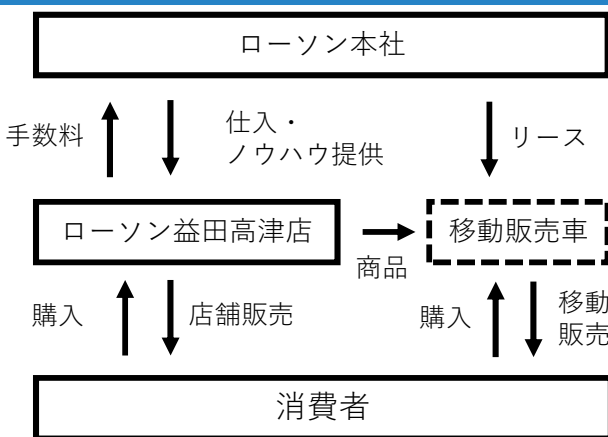 ローソン本社
手数料
仕入・
ノウハウ提供
リース
ローソン益田高津店
移動販売車
商品
購入
店舗販売
購入
移動
販売
消費者